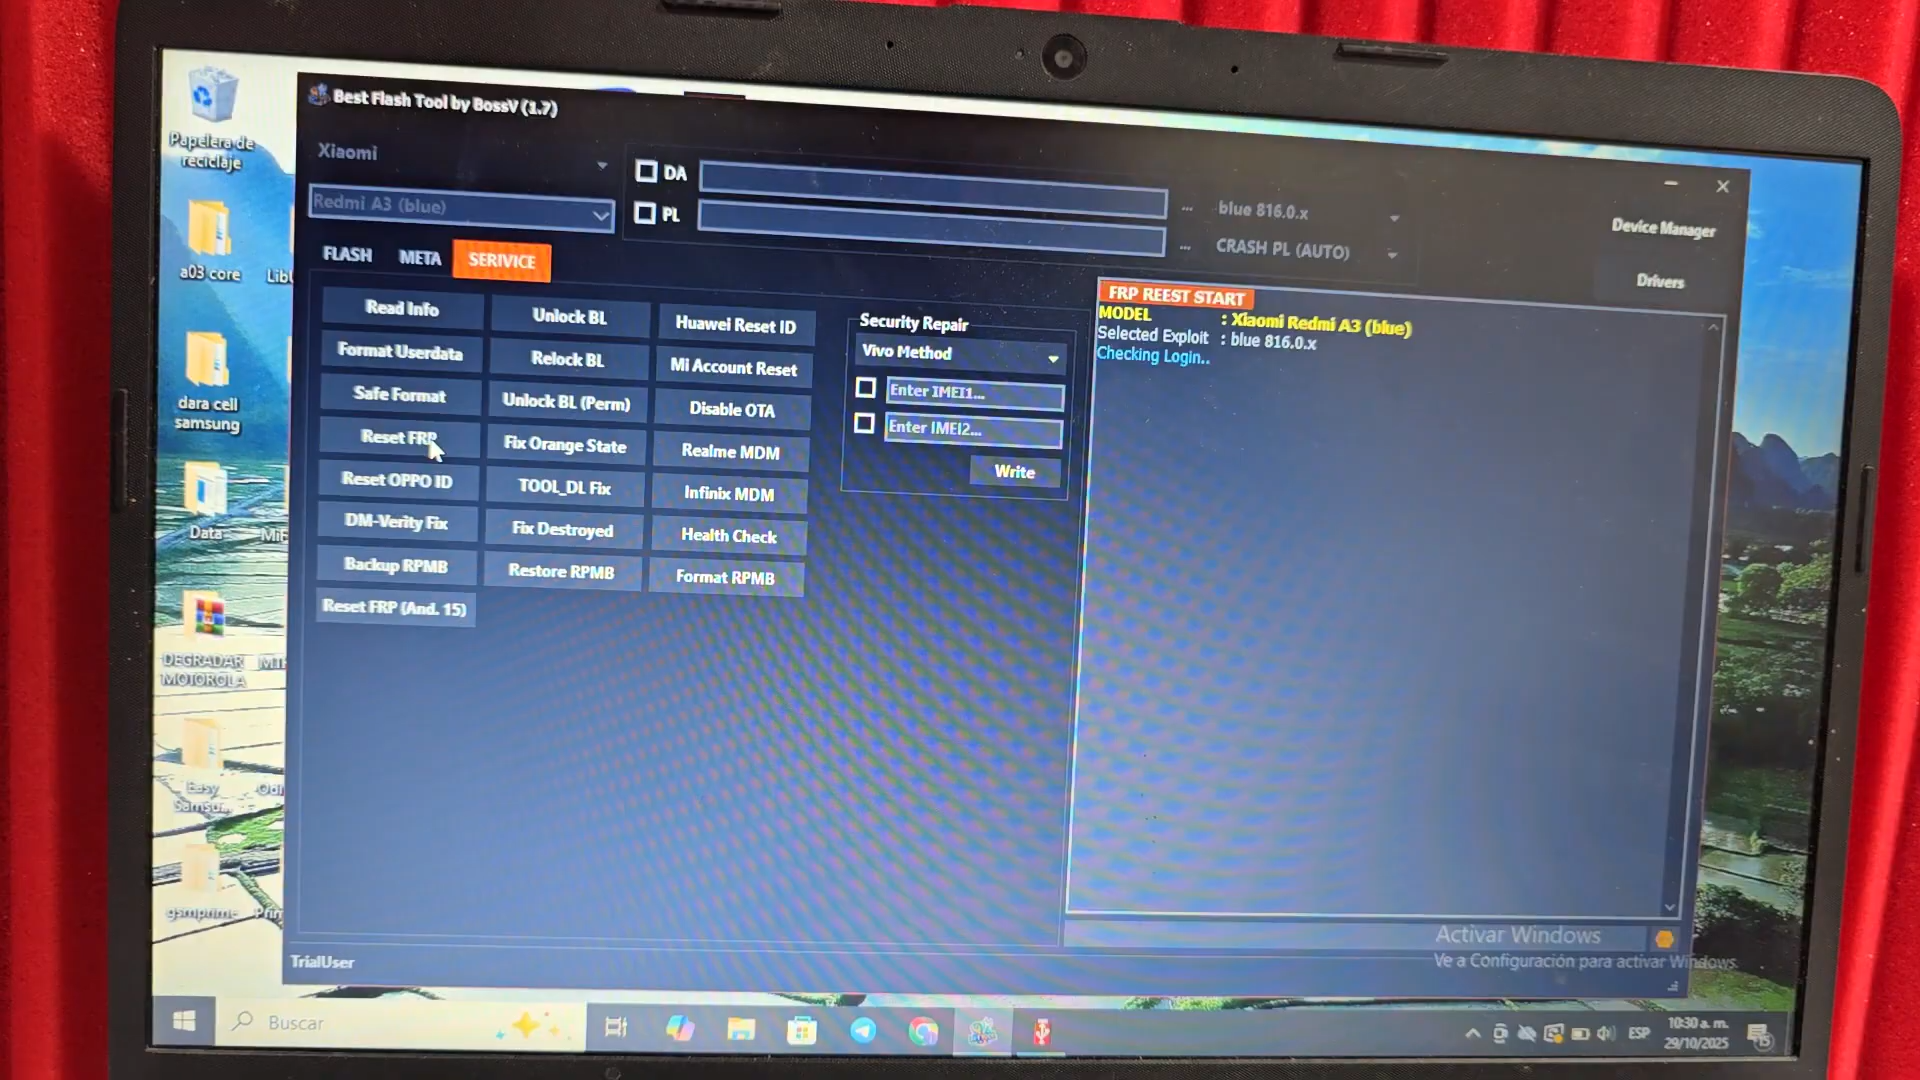 Papelera de
reciclaje
a03 core
dara cell
samsung
Data
DEGRADAR
MOTOROLA
Easy
Samsu...
gsmprime
Best Flash Tool by BossV (1.7)
Xiaomi
Redmi A3 (blue)
DA
PL
...
...
blue 816.0.x
CRASH PL (AUTO)
Device Manager
Drivers
FLASH
META
SERIVICE
Read Info
Unlock BL
Huawei Reset ID
Format Userdata
Relock BL
Mi Account Reset
Safe Format
Unlock BL (Perm)
Disable OTA
Reset FRP
Fix Orange State
Realme MDM
Reset OPPO ID
TOOL_DL Fix
Infinix MDM
DM-Verity Fix
Fix Destroyed
Health Check
Backup RPMB
Restore RPMB
Format RPMB
Reset FRP (And. 15)
Security Repair
Vivo Method
Enter IMEI1...
Enter IMEI2...
Write
FRP REEST START
MODEL : Xiaomi Redmi A3 (blue)
Selected Exploit : blue 816.0.x
Checking Login..
TrialUser
Activar Windows
Ve a Configuración para activar Windows.
Buscar
ESP
10:30 a. m.
29/10/2025
15